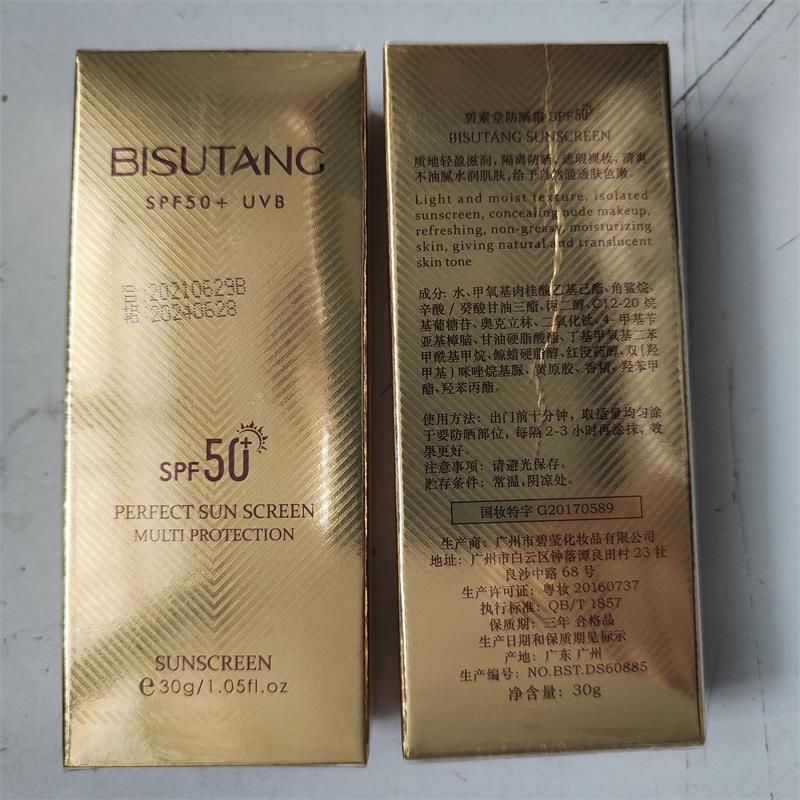 BISUTANG
SPF50+ UVB
20210629B
20240628
SPF 50+
PERFECT SUN SCREEN
MULTI PROTECTION
SUNSCREEN
℮30g/1.05fl.oz
碧素堂防晒霜 SPF50+
BISUTANG SUNSCREEN
质地轻盈滋润，隔离防晒，遮瑕裸妆，清爽
不油腻水润肌肤，给予自然通透肤色嫩。
Light and moist texture, isolated
sunscreen, concealing nude makeup,
refreshing, non-greasy, moisturizing
skin, giving natural and translucent
skin tone
成分：水、甲氧基肉桂酸乙基己酯、角鲨烷、
辛酸／癸酸甘油三酯、丙二醇、C12-20 烷
基葡糖苷、奥克立林、二氧化钛、4-甲基苄
亚基樟脑、甘油硬脂酸酯、丁基甲氧基二苯
甲酰基甲烷、鲸蜡硬脂醇、红没药醇、双(羟
甲基）咪唑烷基脲、黄原胶、香精、羟苯甲
酯、羟苯丙酯。
使用方法：出门前十分钟，取适量均匀涂
于要防晒部位，每隔 2-3 小时再涂抹，效
果更好。
注意事项：请避光保存。
贮存条件：常温，阴凉处。
国妆特字 G20170589
生产商：广州市碧莹化妆品有限公司
地址：广州市白云区钟落潭良田村 23 社
良沙中路 68 号
生产许可证：粤妆 20160737
执行标准：QB/T 1857
保质期：三年 合格品
生产日期和保质期见标示
产地：广东 广州
生产编号：NO.BST.DS60885
净含量：30g